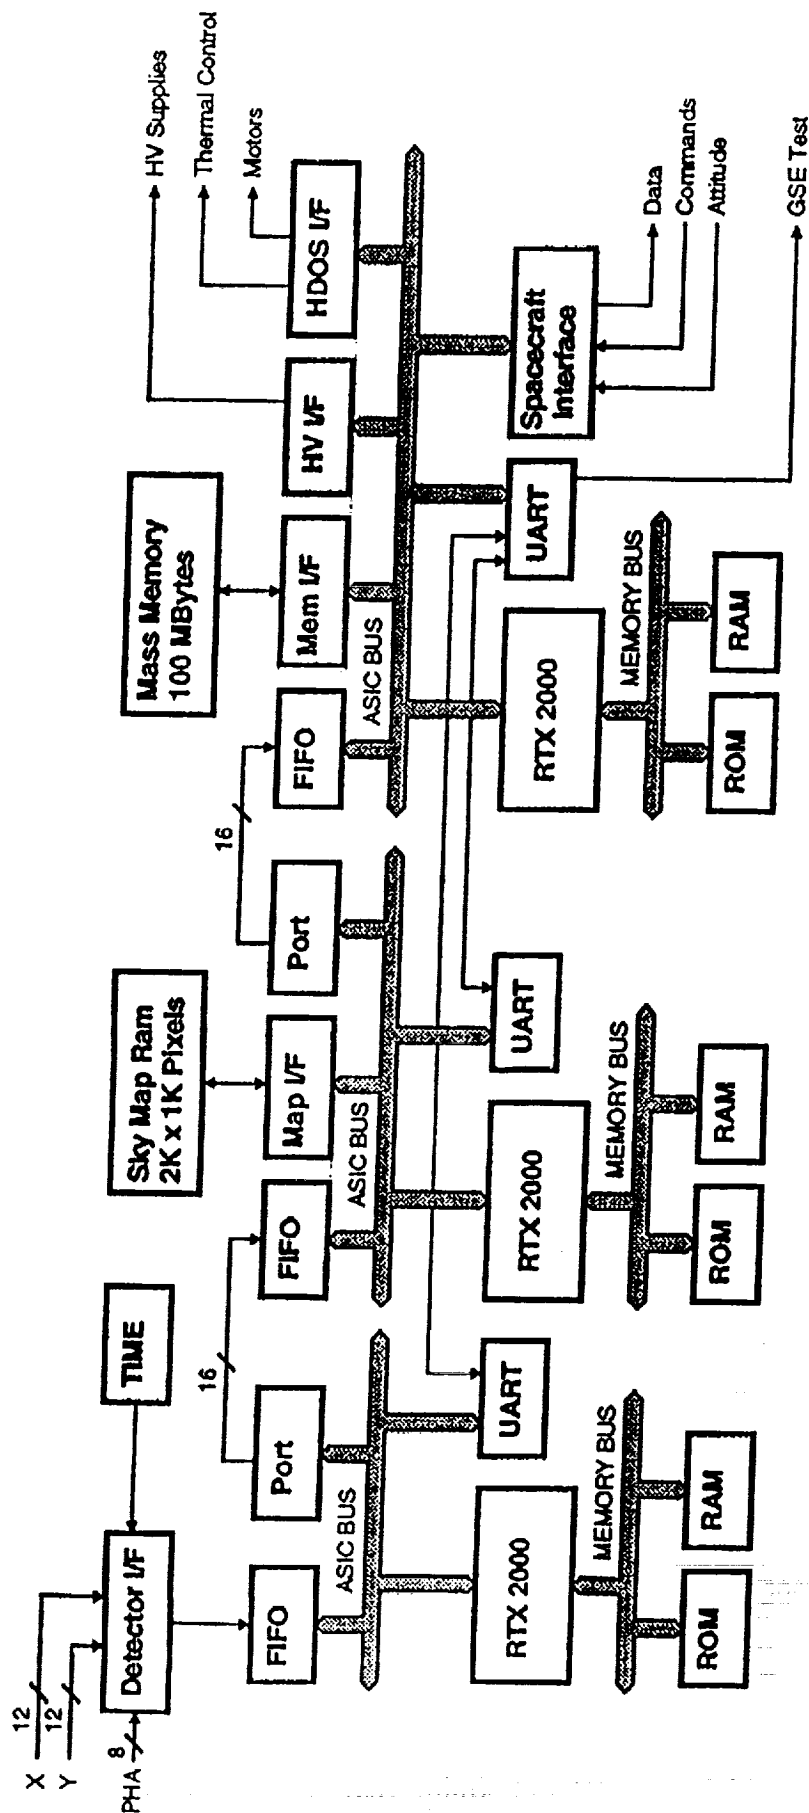 X
12
Y
12
PHA
8
Detector I/F
TIME
FIFO
Port
16
ASIC BUS
RTX 2000
UART
MEMORY BUS
ROM
RAM
Sky Map Ram
2K x 1K Pixels
FIFO
Map I/F
Port
16
ASIC BUS
RTX 2000
UART
MEMORY BUS
ROM
RAM
Mass Memory
100 MBytes
FIFO
Mem I/F
HV I/F
HDOS I/F
HV Supplies
Thermal Control
Motors
ASIC BUS
RTX 2000
UART
Spacecraft
Interface
Data
Commands
Attitude
GSE Test
MEMORY BUS
ROM
RAM